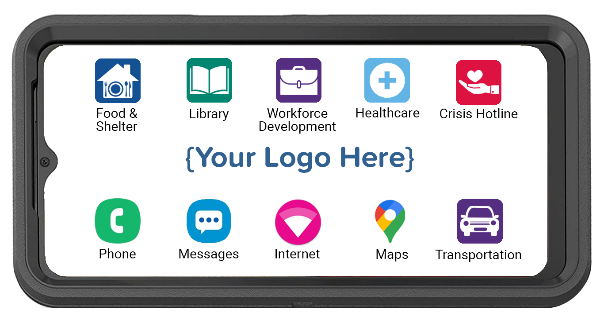 Food &
Shelter
Library
Workforce
Development
Healthcare
Crisis Hotline
{Your Logo Here}
Phone
Messages
Internet
Maps
Transportation